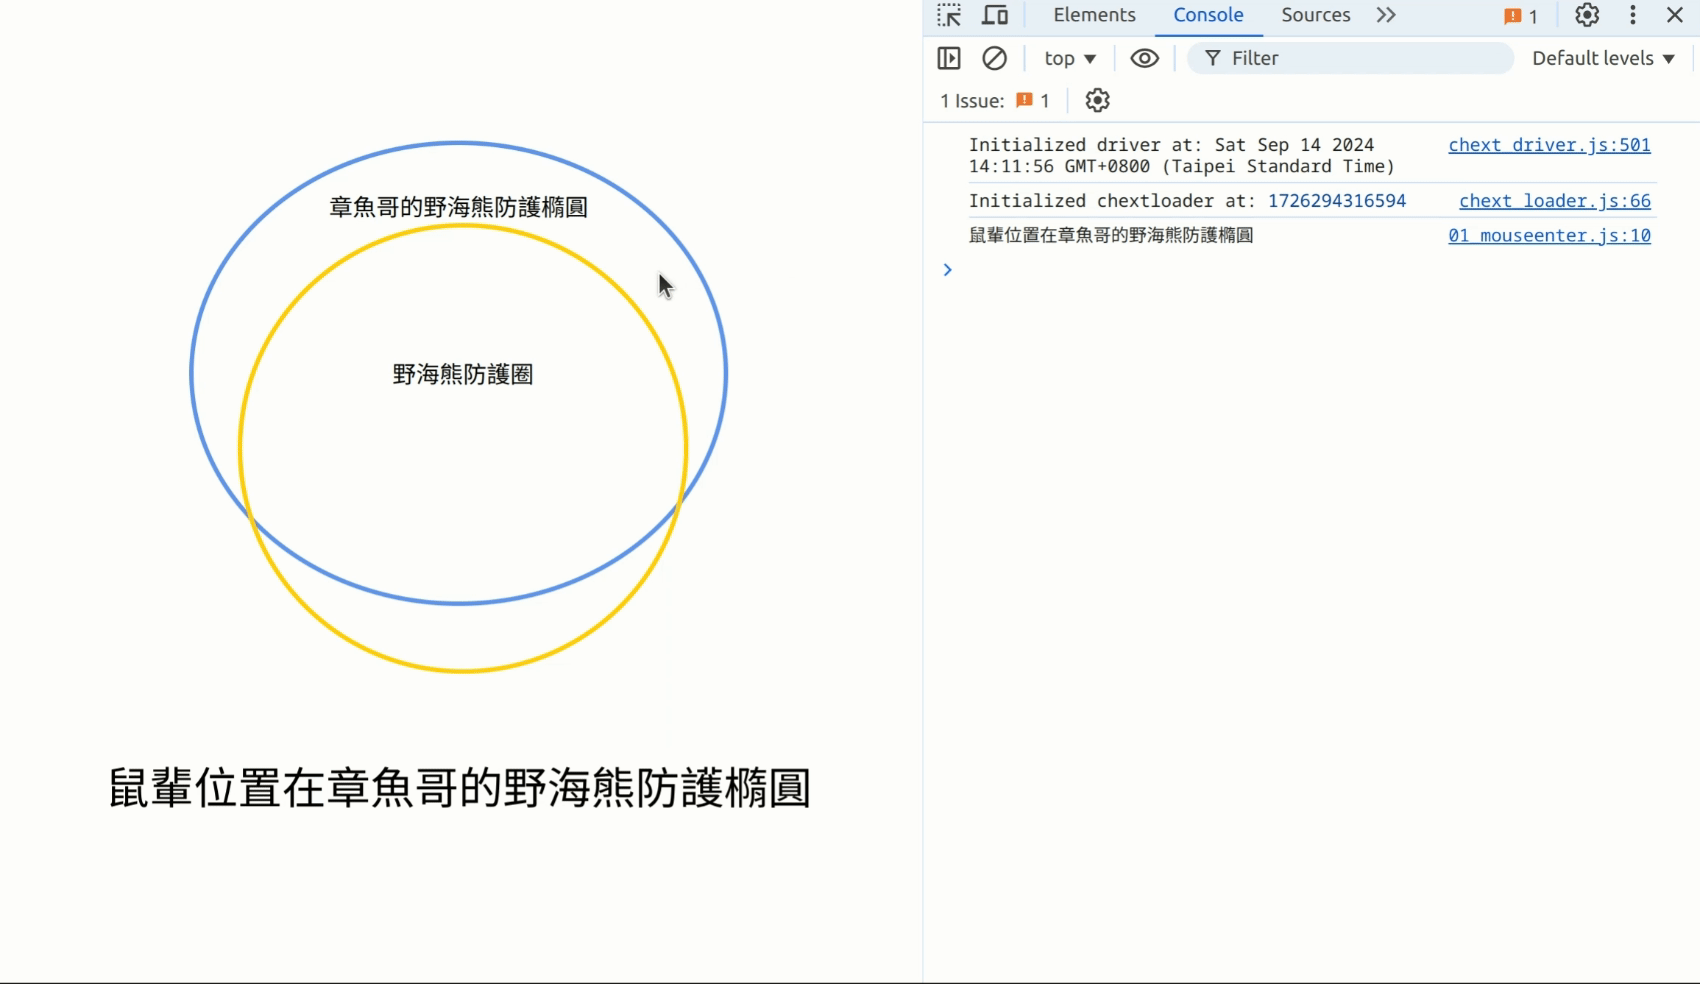 章魚哥的野海熊防護橢圓
野海熊防護圈
鼠輩位置在章魚哥的野海熊防護橢圓
Elements Console Sources 1
top Filter Default levels
1 Issue: 1
Initialized driver at: Sat Sep 14 2024 chext_driver.js:501
14:11:56 GMT+0800 (Taipei Standard Time)
Initialized chextloader at: 1726294316594 chext_loader.js:66
鼠輩位置在章魚哥的野海熊防護橢圓 01_mouseenter.js:10